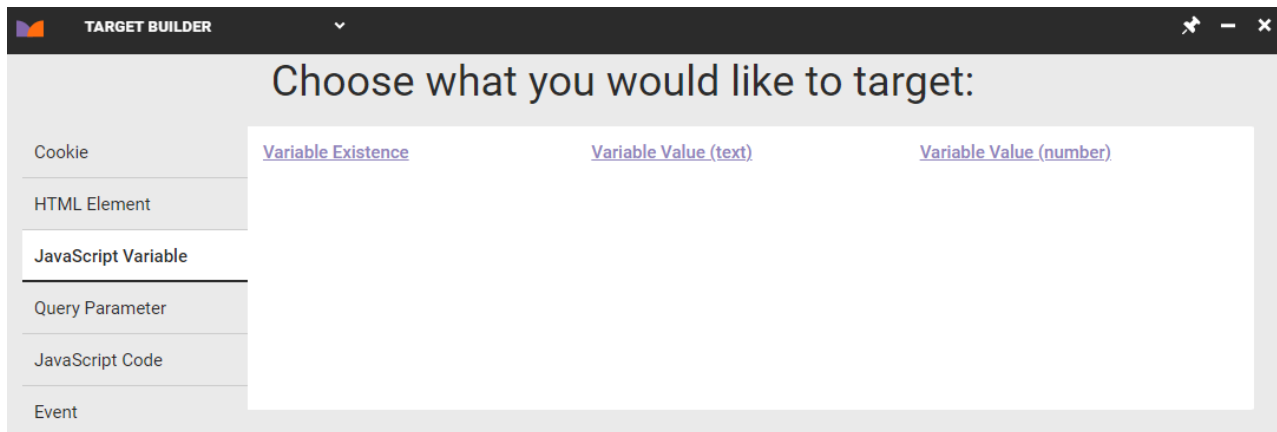 TARGET BUILDER
Choose what you would like to target:
Cookie
HTML Element
JavaScript Variable
Query Parameter
JavaScript Code
Event
Variable Existence
Variable Value (text)
Variable Value (number)